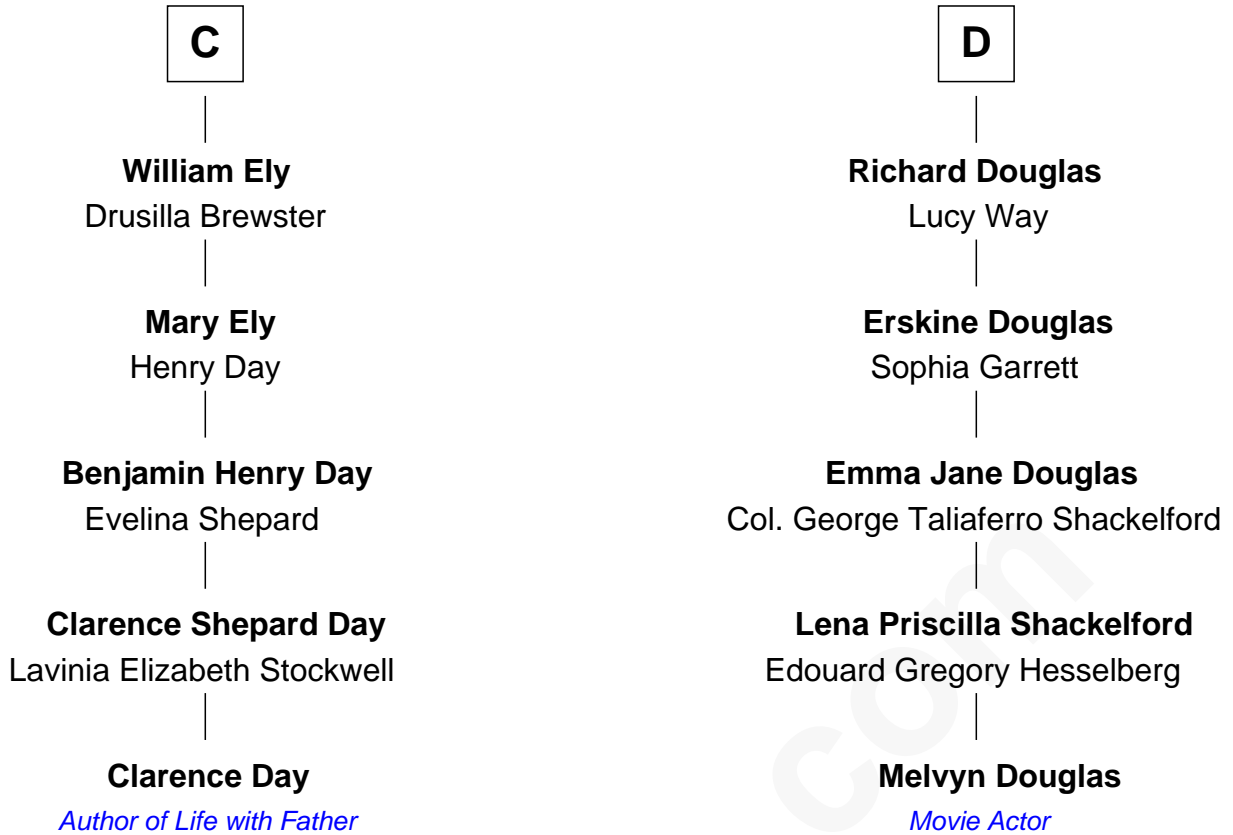 C
William Ely
Drusilla Brewster
Mary Ely
Henry Day
Benjamin Henry Day
Evelina Shepard
Clarence Shepard Day
Lavinia Elizabeth Stockwell
Clarence Day
Author of Life with Father
D
Richard Douglas
Lucy Way
Erskine Douglas
Sophia Garrett
Emma Jane Douglas
Col. George Taliaferro Shackelford
Lena Priscilla Shackelford
Edouard Gregory Hesselberg
Melvyn Douglas
Movie Actor
com